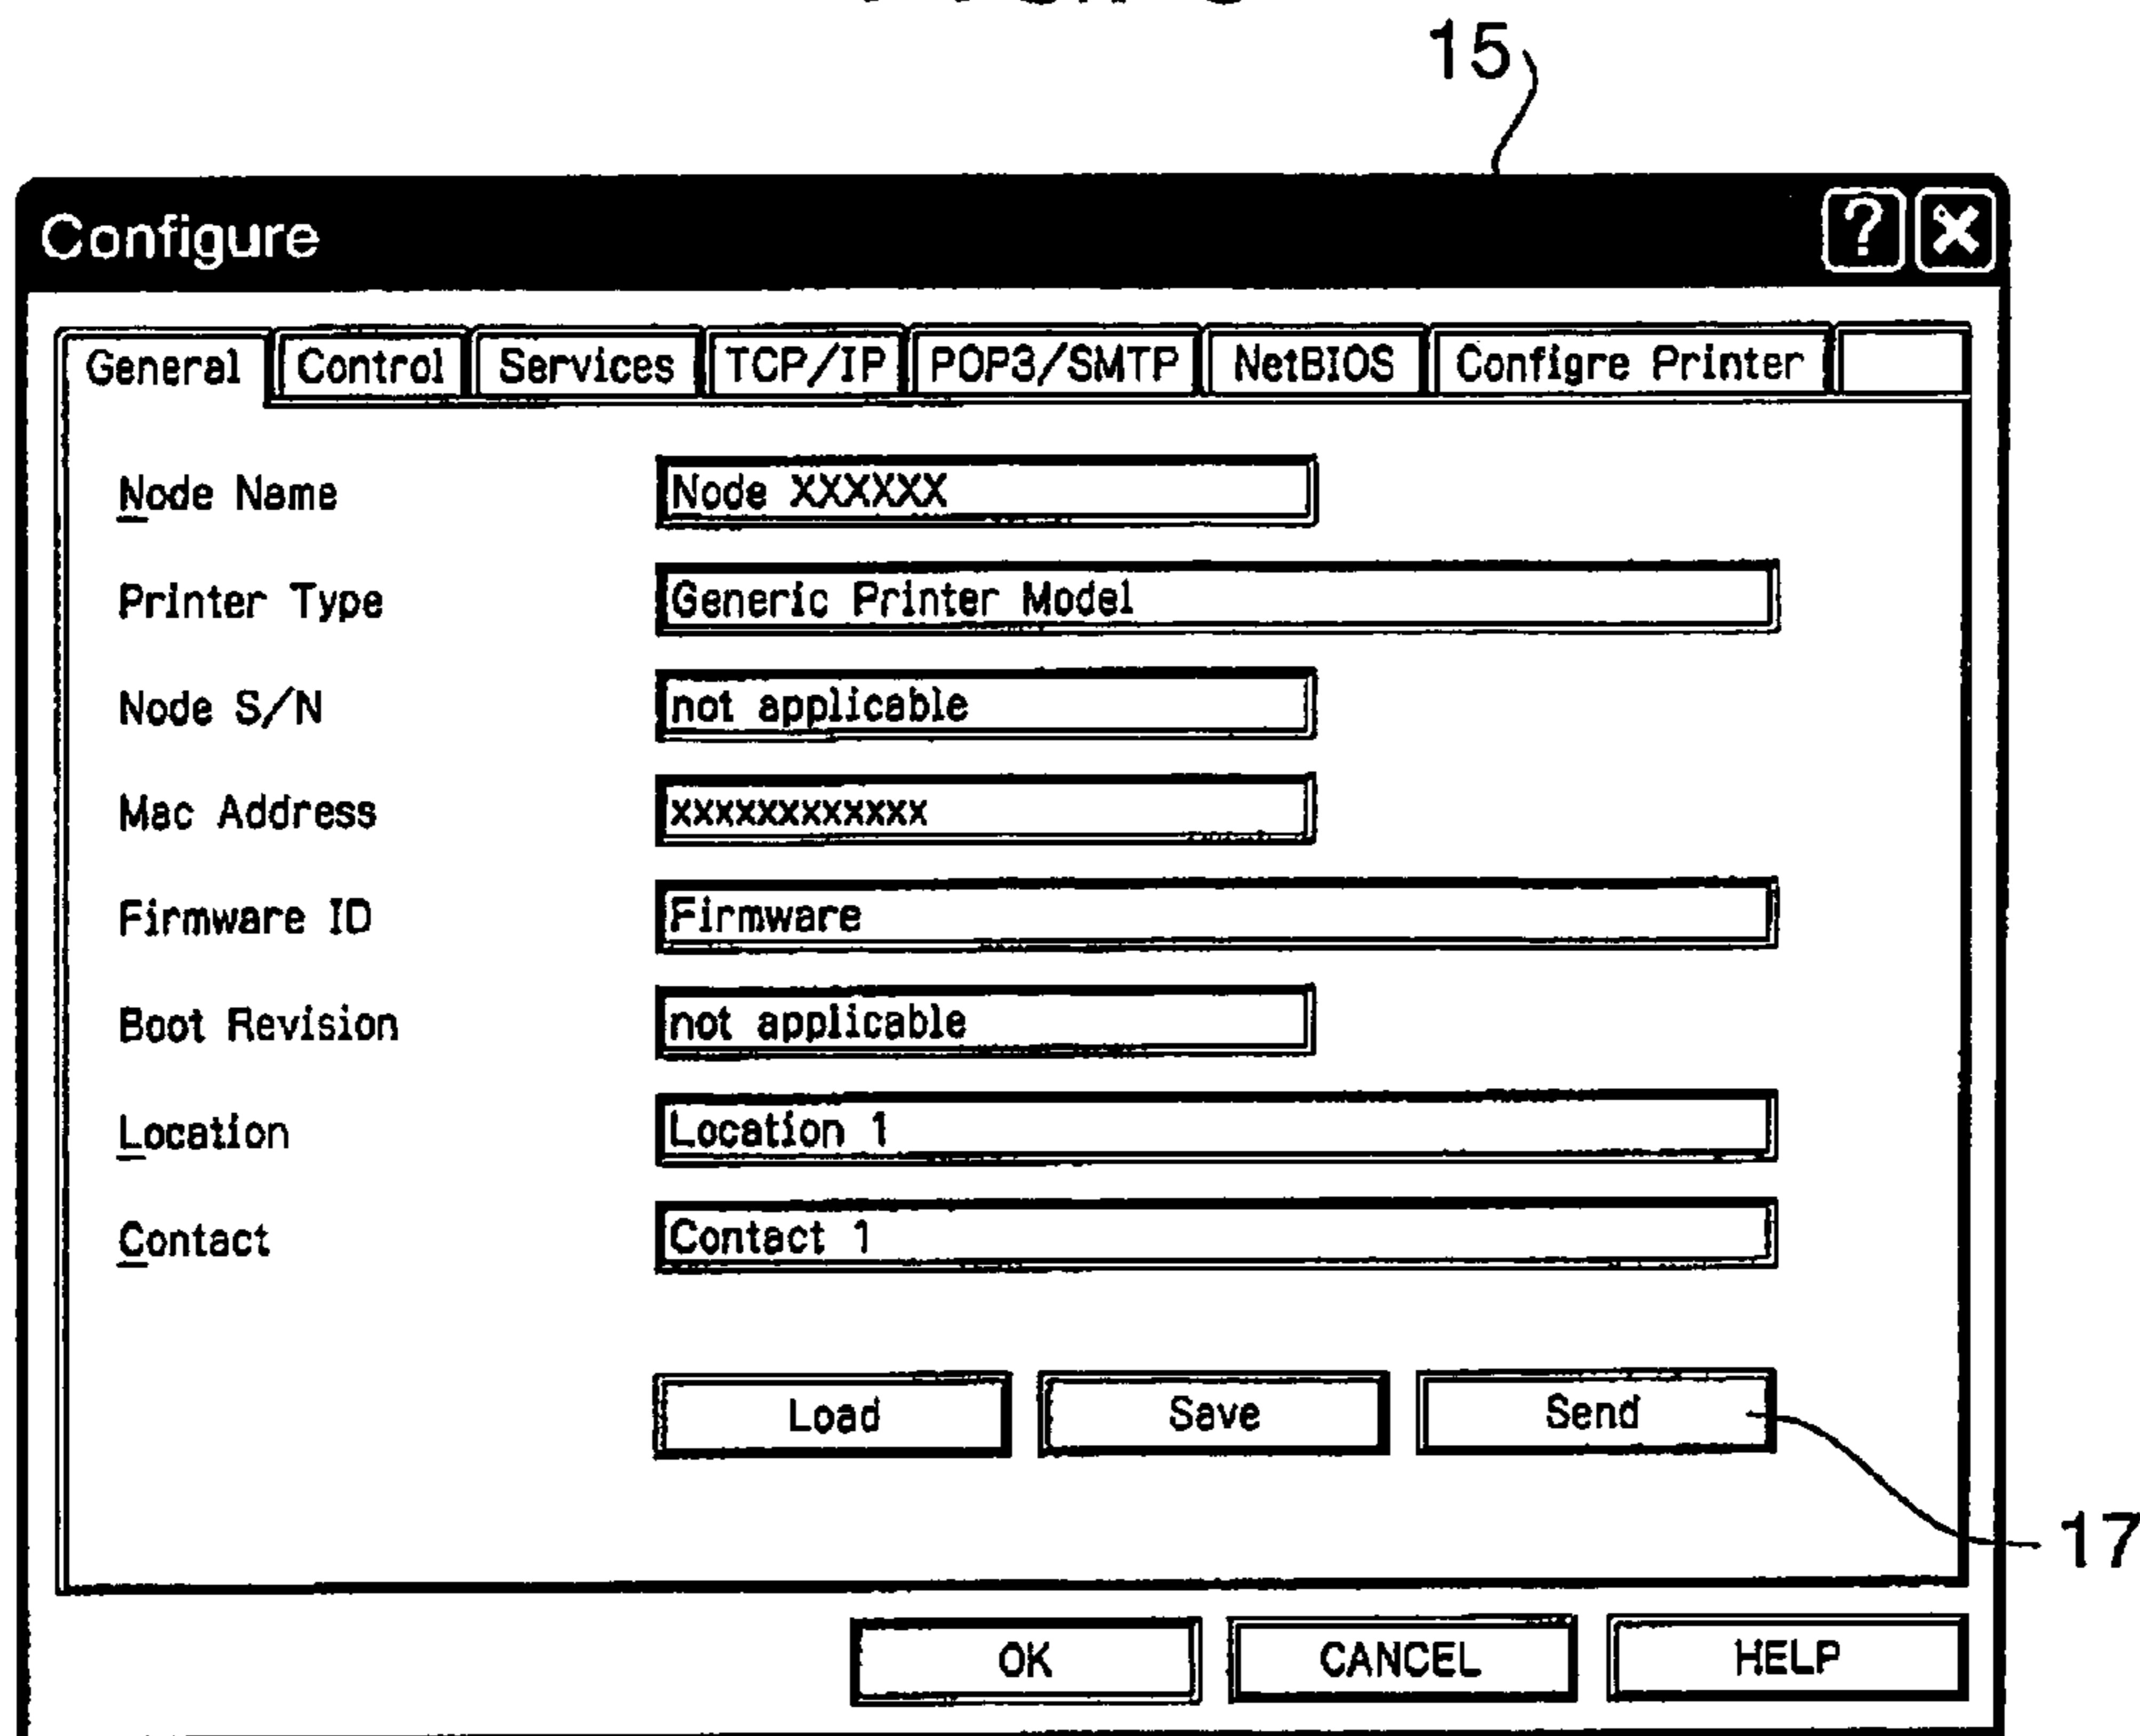 15
Configure ? X
General Control Services TCP/IP POP3/SMTP NetBIOS Configre Printer
Node Name Node XXXXXX
Printer Type Generic Printer Model
Node S/N not applicable
Mac Address xxxxxxxxxxxx
Firmware ID Firmware
Boot Revision not applicable
Location Location 1
Contact Contact 1
Load Save Send
17
OK CANCEL HELP